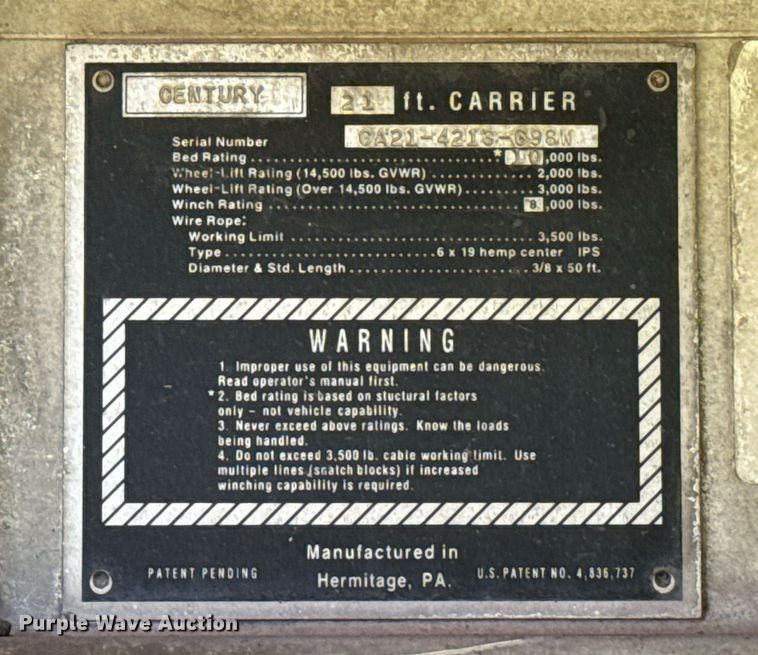 CENTURY 21 ft. CARRIER
Serial Number
Bed Rating ........ * 10 ,000 lbs.
Wheel-Lift Rating (14,500 lbs. GVWR) ........ 2,000 lbs.
Wheel-Lift Rating (Over 14,500 lbs. GVWR) ........ 3,000 lbs.
Winch Rating ........ 8 ,000 lbs.
Wire Rope:
Working Limit ........ 3,500 lbs.
Type ........ 6 x 19 hemp center IPS
Diameter & Std. Length ........ 3/8 x 50 ft.
WARNING
1. Improper use of this equipment can be dangerous.
Read operator's manual first.
*2. Bed rating is based on stuctural factors
only - not vehicle capability.
3. Never exceed above ratings. Know the loads
being handled.
4. Do not exceed 3,500 lb. cable working limit. Use
multiple lines (snatch blocks) if increased
winching capability is required.
Manufactured in
Hermitage, PA.
PATENT PENDING
U.S. PATENT NO. 4,836,737
Purple Wave Auction